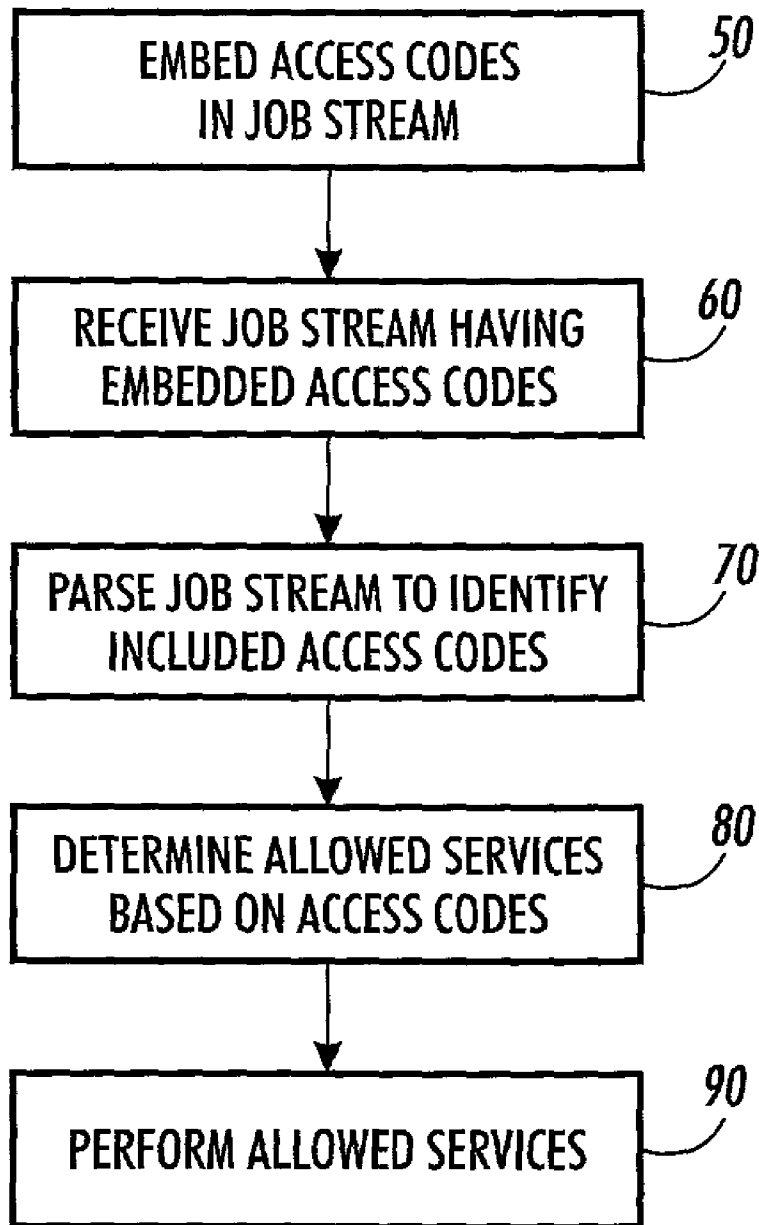 EMBED ACCESS CODES
IN JOB STREAM
50
RECEIVE JOB STREAM HAVING
EMBEDDED ACCESS CODES
60
PARSE JOB STREAM TO IDENTIFY
INCLUDED ACCESS CODES
70
DETERMINE ALLOWED SERVICES
BASED ON ACCESS CODES
80
PERFORM ALLOWED SERVICES
90